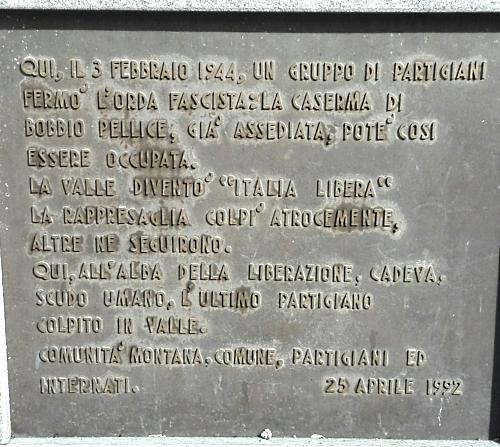 QUI, IL 3 FEBBRAIO 1944, UN GRUPPO DI PARTIGIANI
FERMO' L'ORDA FASCISTA: LA CASERMA DI
BOBBIO PELLICE, GIA' ASSEDIATA, POTE' COSI
ESSERE OCCUPATA.
LA VALLE DIVENTO' "ITALIA LIBERA"
LA RAPPRESAGLIA COLPI' ATROCEMENTE,
ALTRE NE SEGUIRONO.
QUI, ALL'ALBA DELLA LIBERAZIONE, CADEVA,
SCUDO UMANO, L'ULTIMO PARTIGIANO
COLPITO IN VALLE.
COMUNITA' MONTANA, COMUNE, PARTIGIANI ED
INTERNATI. 25 APRILE 1992